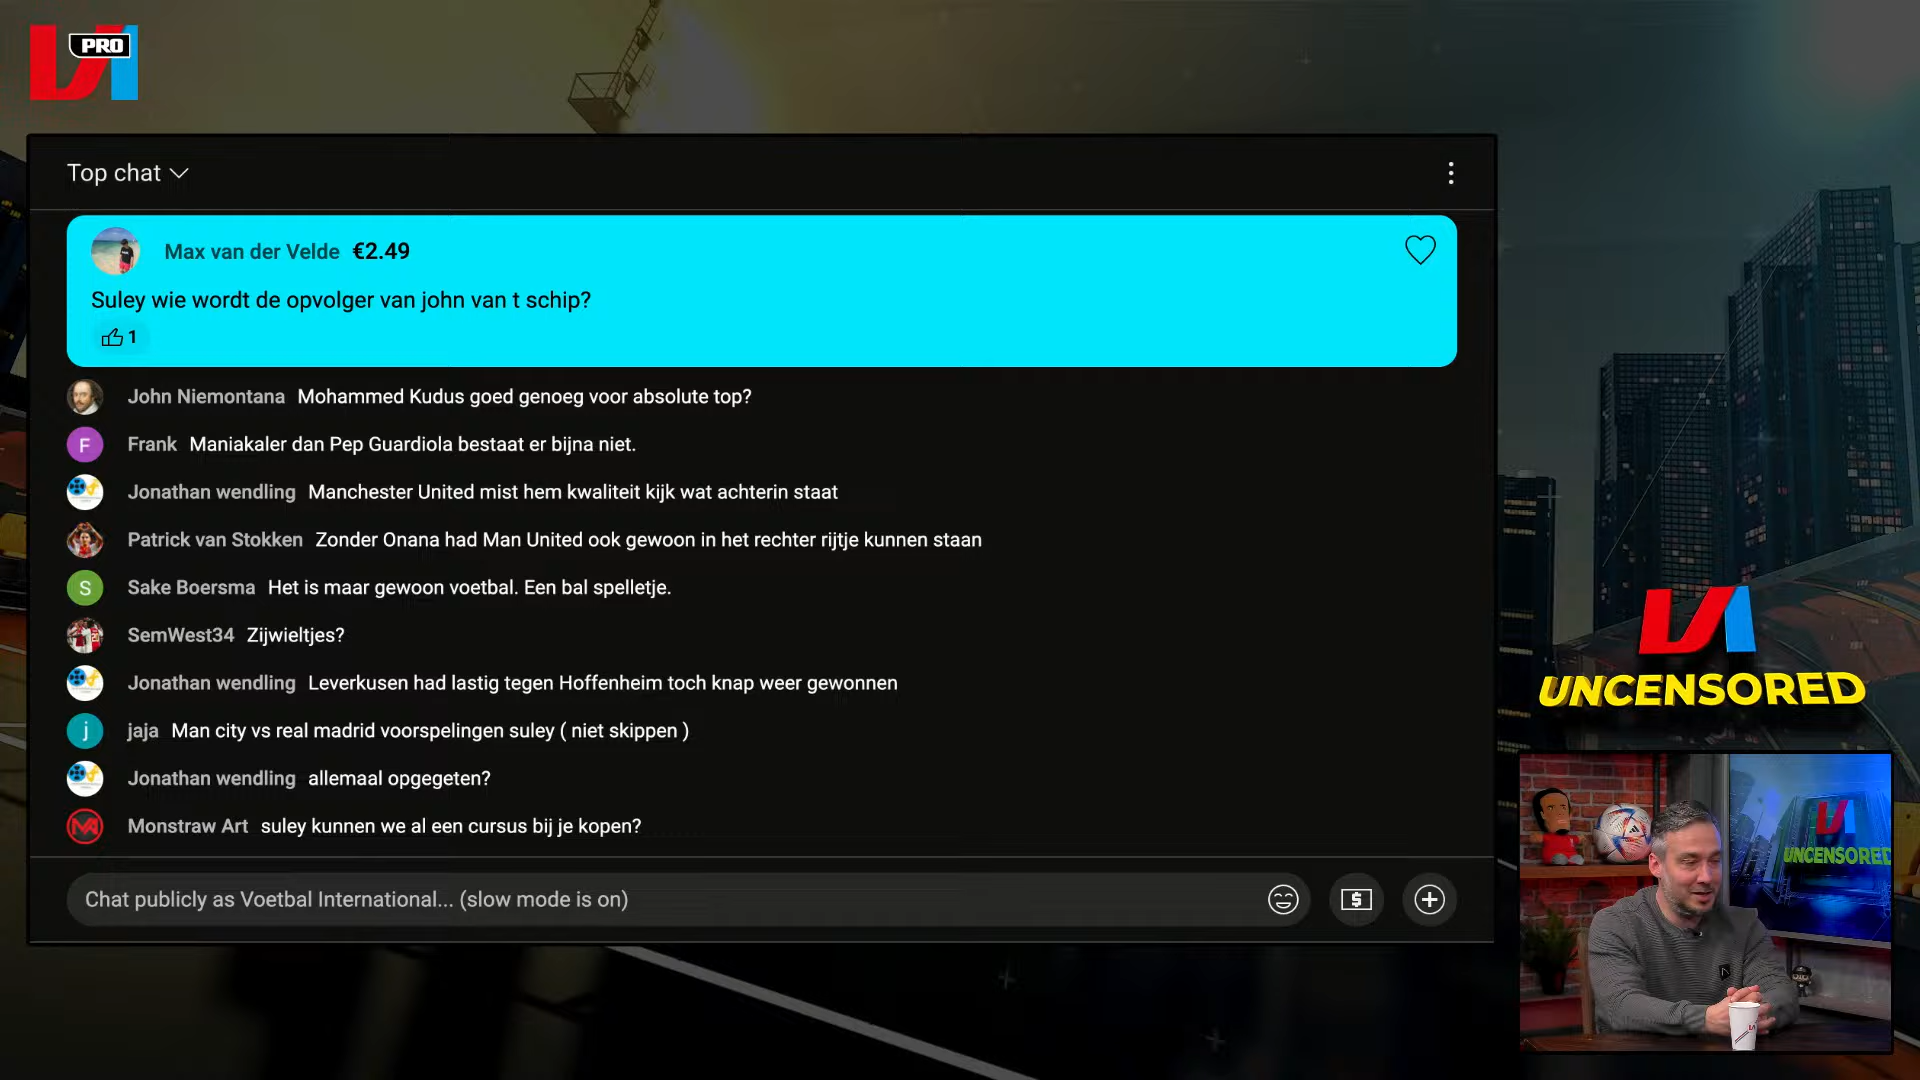 PRO
VI
Top chat
Max van der Velde €2.49
Suley wie wordt de opvolger van john van t schip?
1
John Niemontana Mohammed Kudus goed genoeg voor absolute top?
F Frank Maniakaler dan Pep Guardiola bestaat er bijna niet.
Jonathan wendling Manchester United mist hem kwaliteit kijk wat achterin staat
Patrick van Stokken Zonder Onana had Man United ook gewoon in het rechter rijtje kunnen staan
S Sake Boersma Het is maar gewoon voetbal. Een bal spelletje.
SemWest34 Zijwieltjes?
Jonathan wendling Leverkusen had lastig tegen Hoffenheim toch knap weer gewonnen
j jaja Man city vs real madrid voorspelingen suley ( niet skippen )
Jonathan wendling allemaal opgegeten?
MA Monstraw Art suley kunnen we al een cursus bij je kopen?
Chat publicly as Voetbal International... (slow mode is on)
$
VI
UNCENSORED
VI
UNCENSORED
VI